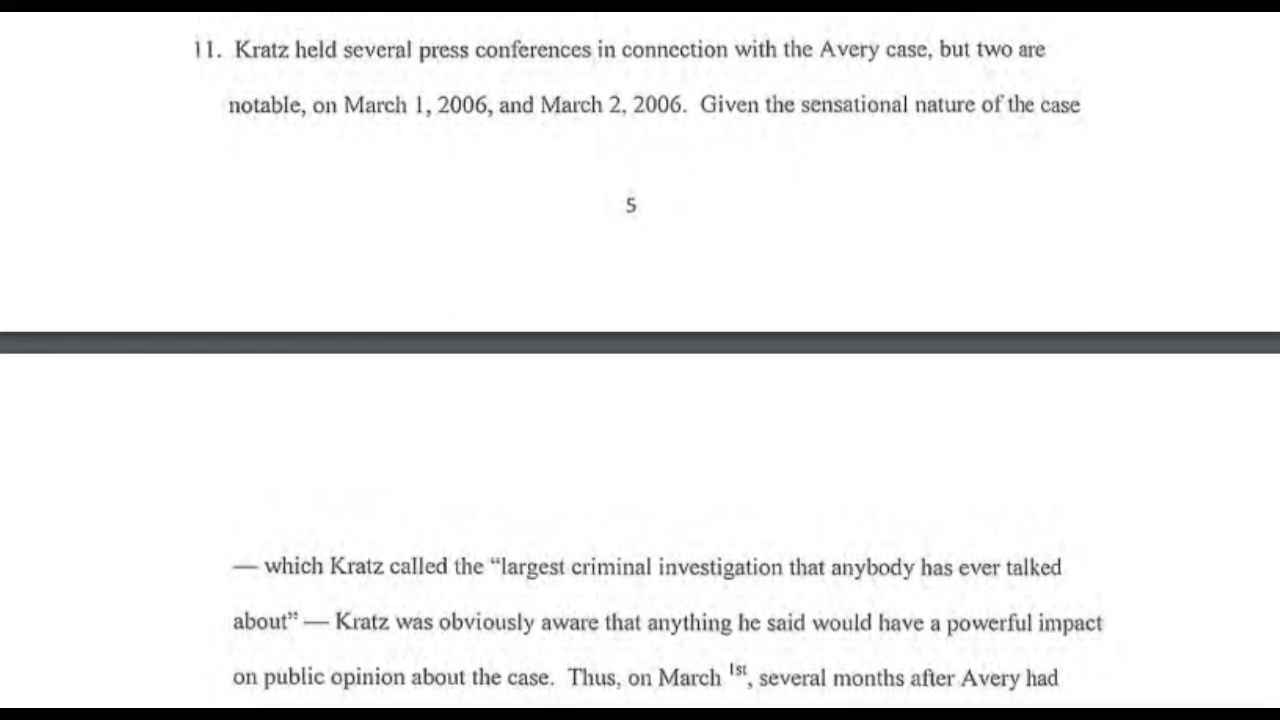 11. Kratz held several press conferences in connection with the Avery case, but two are
notable, on March 1, 2006, and March 2, 2006. Given the sensational nature of the case
5
— which Kratz called the “largest criminal investigation that anybody has ever talked
about” — Kratz was obviously aware that anything he said would have a powerful impact
on public opinion about the case. Thus, on March 1st, several months after Avery had